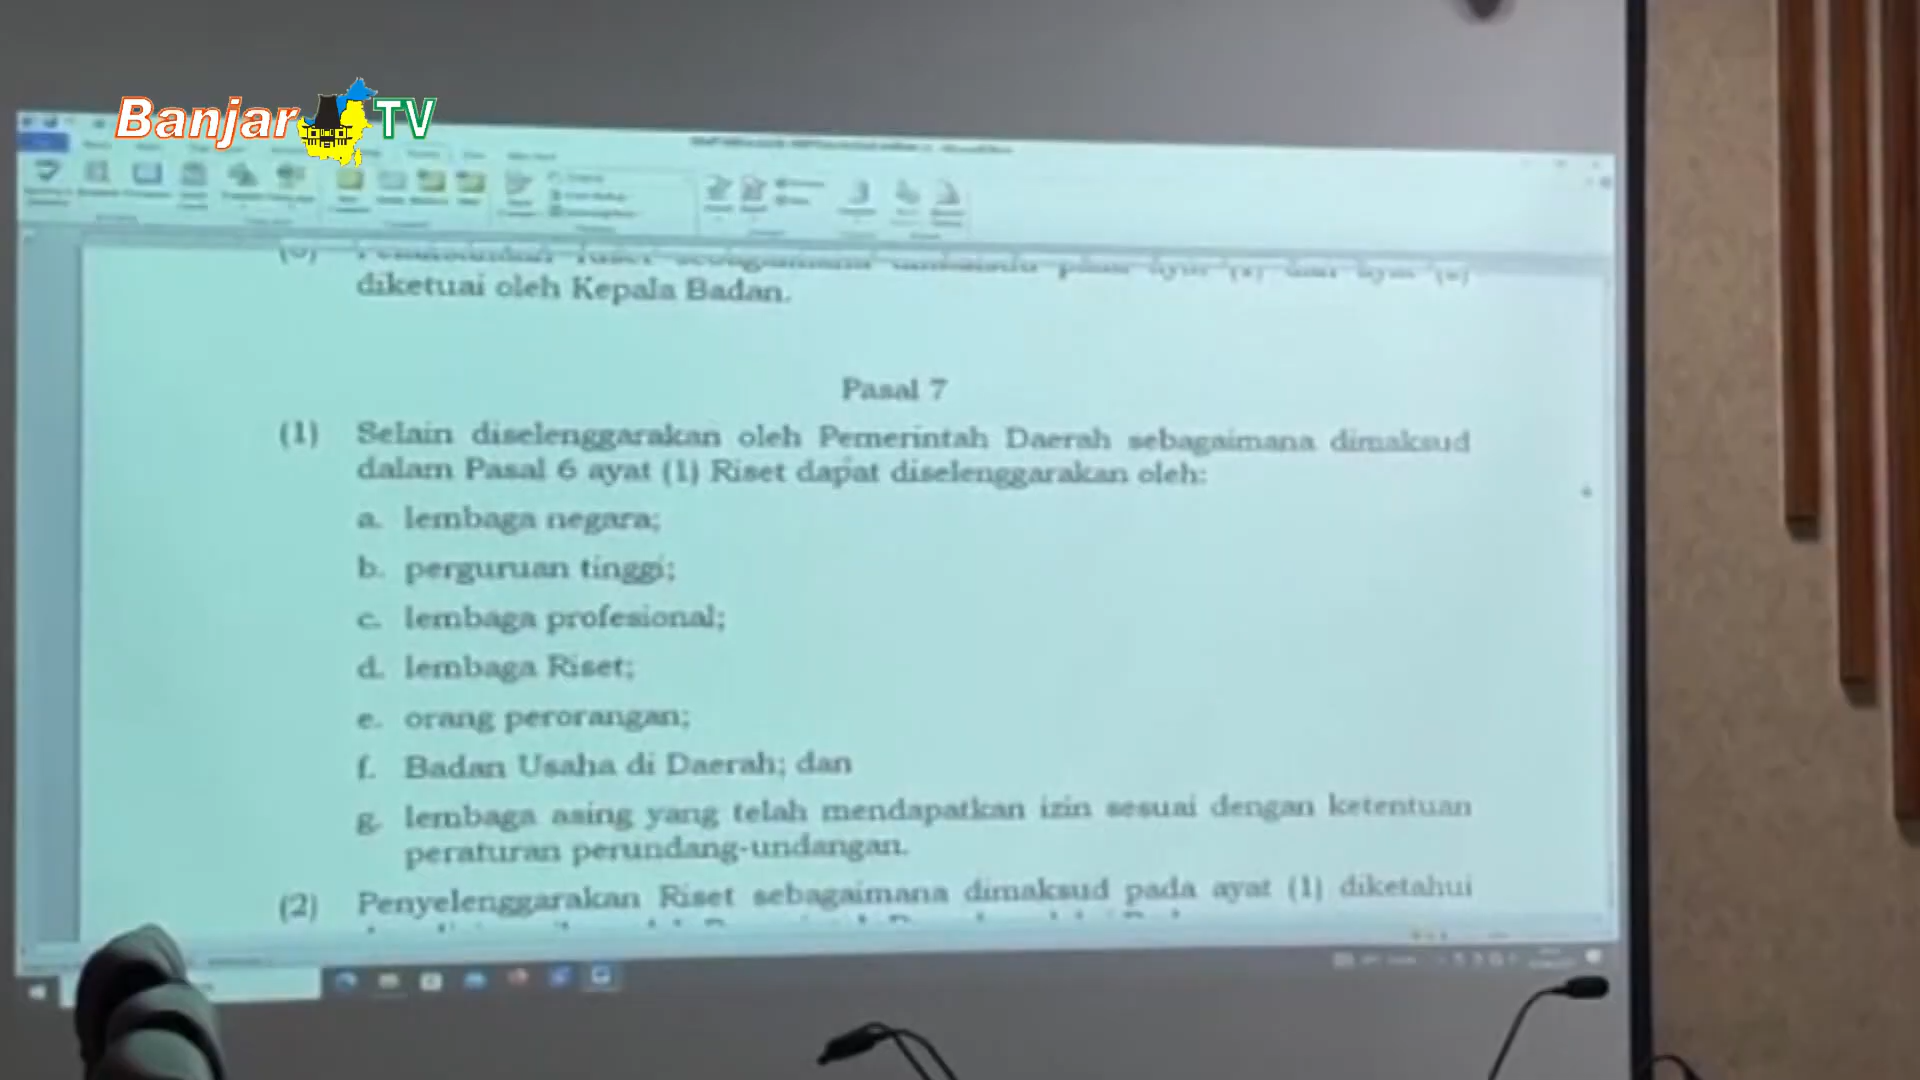 Banjar TV
diketuai oleh Kepala Badan.
Pasal 7
(1) Selain diselenggarakan oleh Pemerintah Daerah sebagaimana dimaksud
dalam Pasal 6 ayat (1) Riset dapat diselenggarakan oleh:
a. lembaga negara;
b. perguruan tinggi;
c. lembaga profesional;
d. lembaga Riset;
e. orang perorangan;
f. Badan Usaha di Daerah; dan
g. lembaga asing yang telah mendapatkan izin sesuai dengan ketentuan
peraturan perundang-undangan.
(2) Penyelenggarakan Riset sebagaimana dimaksud pada ayat (1) diketahui